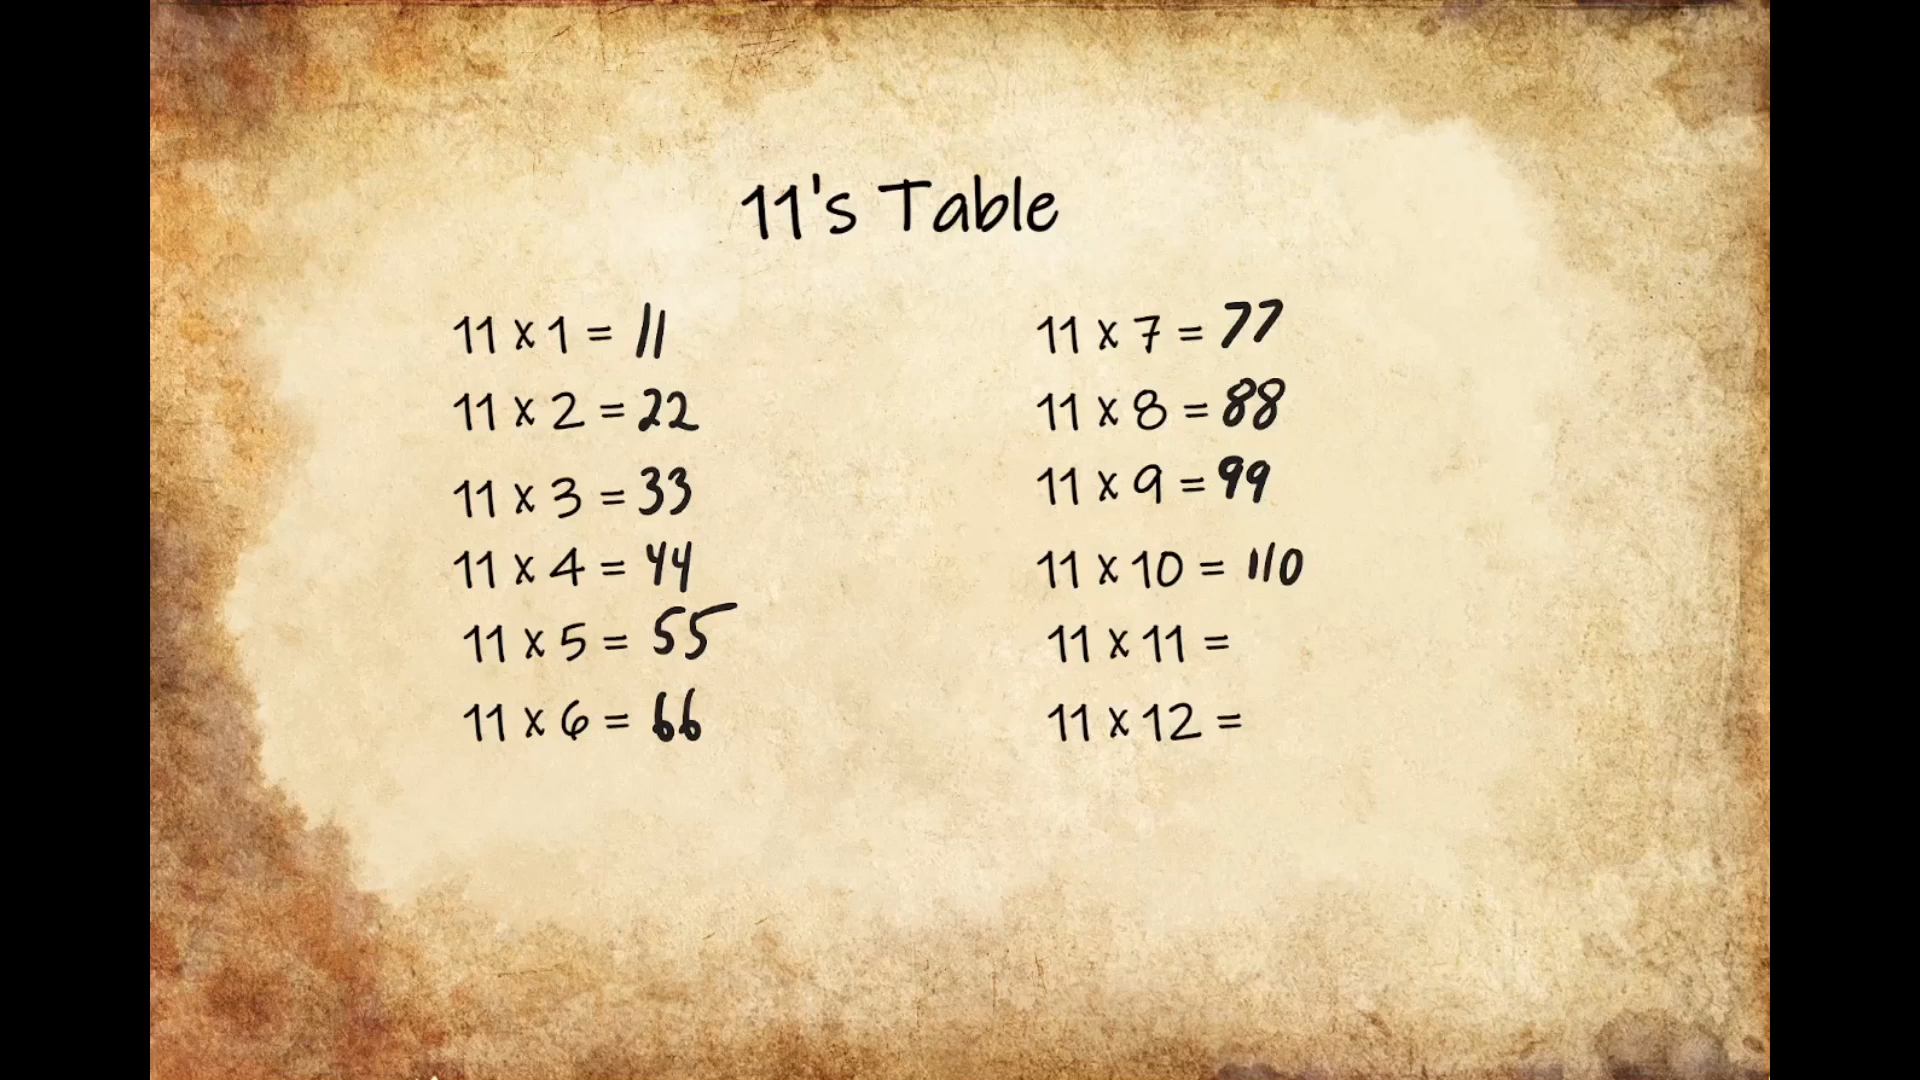 11's Table
11 x 1 = 11
11 x 2 = 22
11 x 3 = 33
11 x 4 = 44
11 x 5 = 55
11 x 6 = 66
11 x 7 = 77
11 x 8 = 88
11 x 9 = 99
11 x 10 = 110
11 x 11 =
11 x 12 =